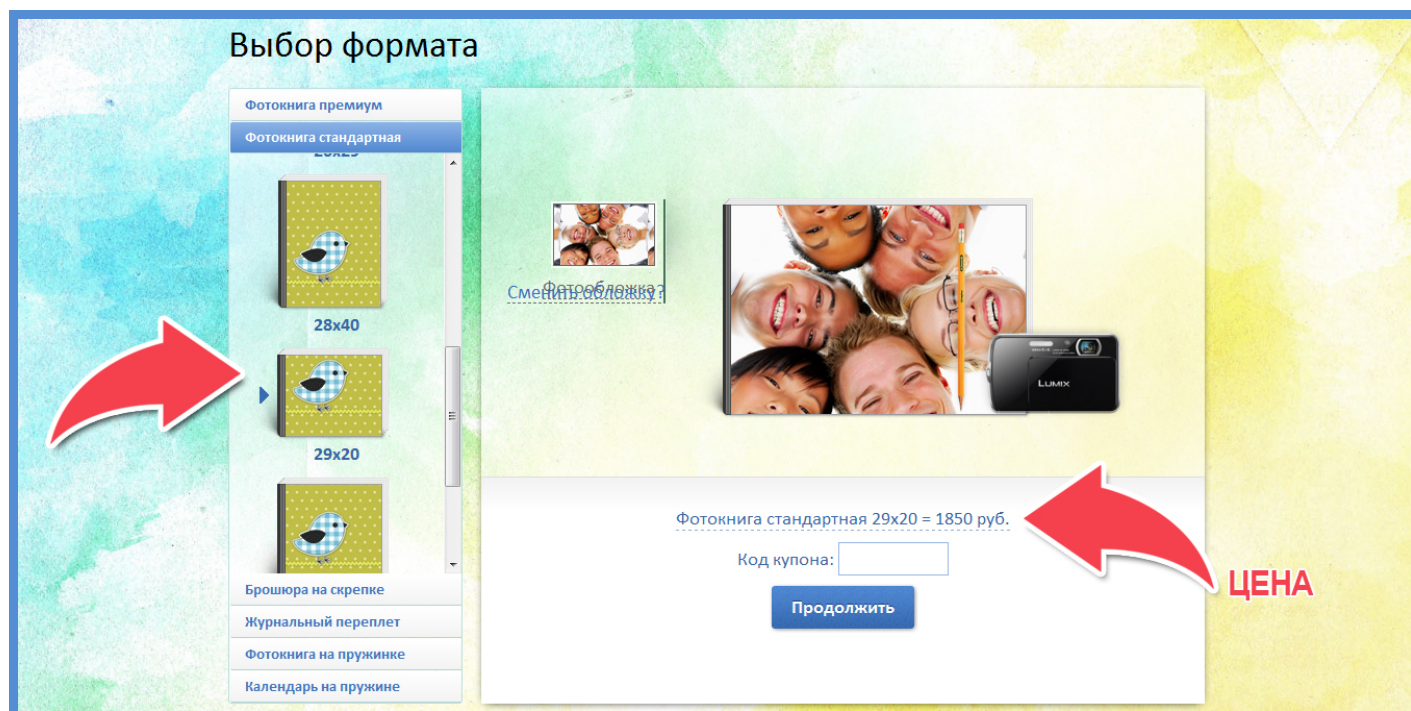 Выбор формата
Фотокнига премиум
Фотокнига стандартная
28x40
29x20
Брошюра на скрепке
Журнальный переплет
Фотокнига на пружинке
Календарь на пружине
Фотообложка
Сменить обложку?
LUMIX
Фотокнига стандартная 29x20 = 1850 руб.
Код купона:
Продолжить
ЦЕНА